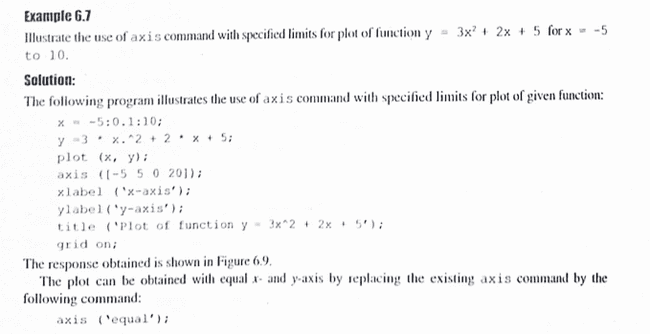 Example 6.7
Illustrate the use of axis command with specified limits for plot of function y = 3x² + 2x + 5 for x = -5
to 10.
Solution:
The following program illustrates the use of axis command with specified limits for plot of given function:
x = -5:0.1:10;
y =3 * x.^2 + 2 * x + 5;
plot (x, y);
axis ([-5 5 0 20]);
xlabel ('x-axis');
ylabel('y-axis');
title ('Plot of function y = 3x^2 + 2x + 5');
grid on;
The response obtained is shown in Figure 6.9.
The plot can be obtained with equal x- and y-axis by replacing the existing axis command by the
following command:
axis ('equal');